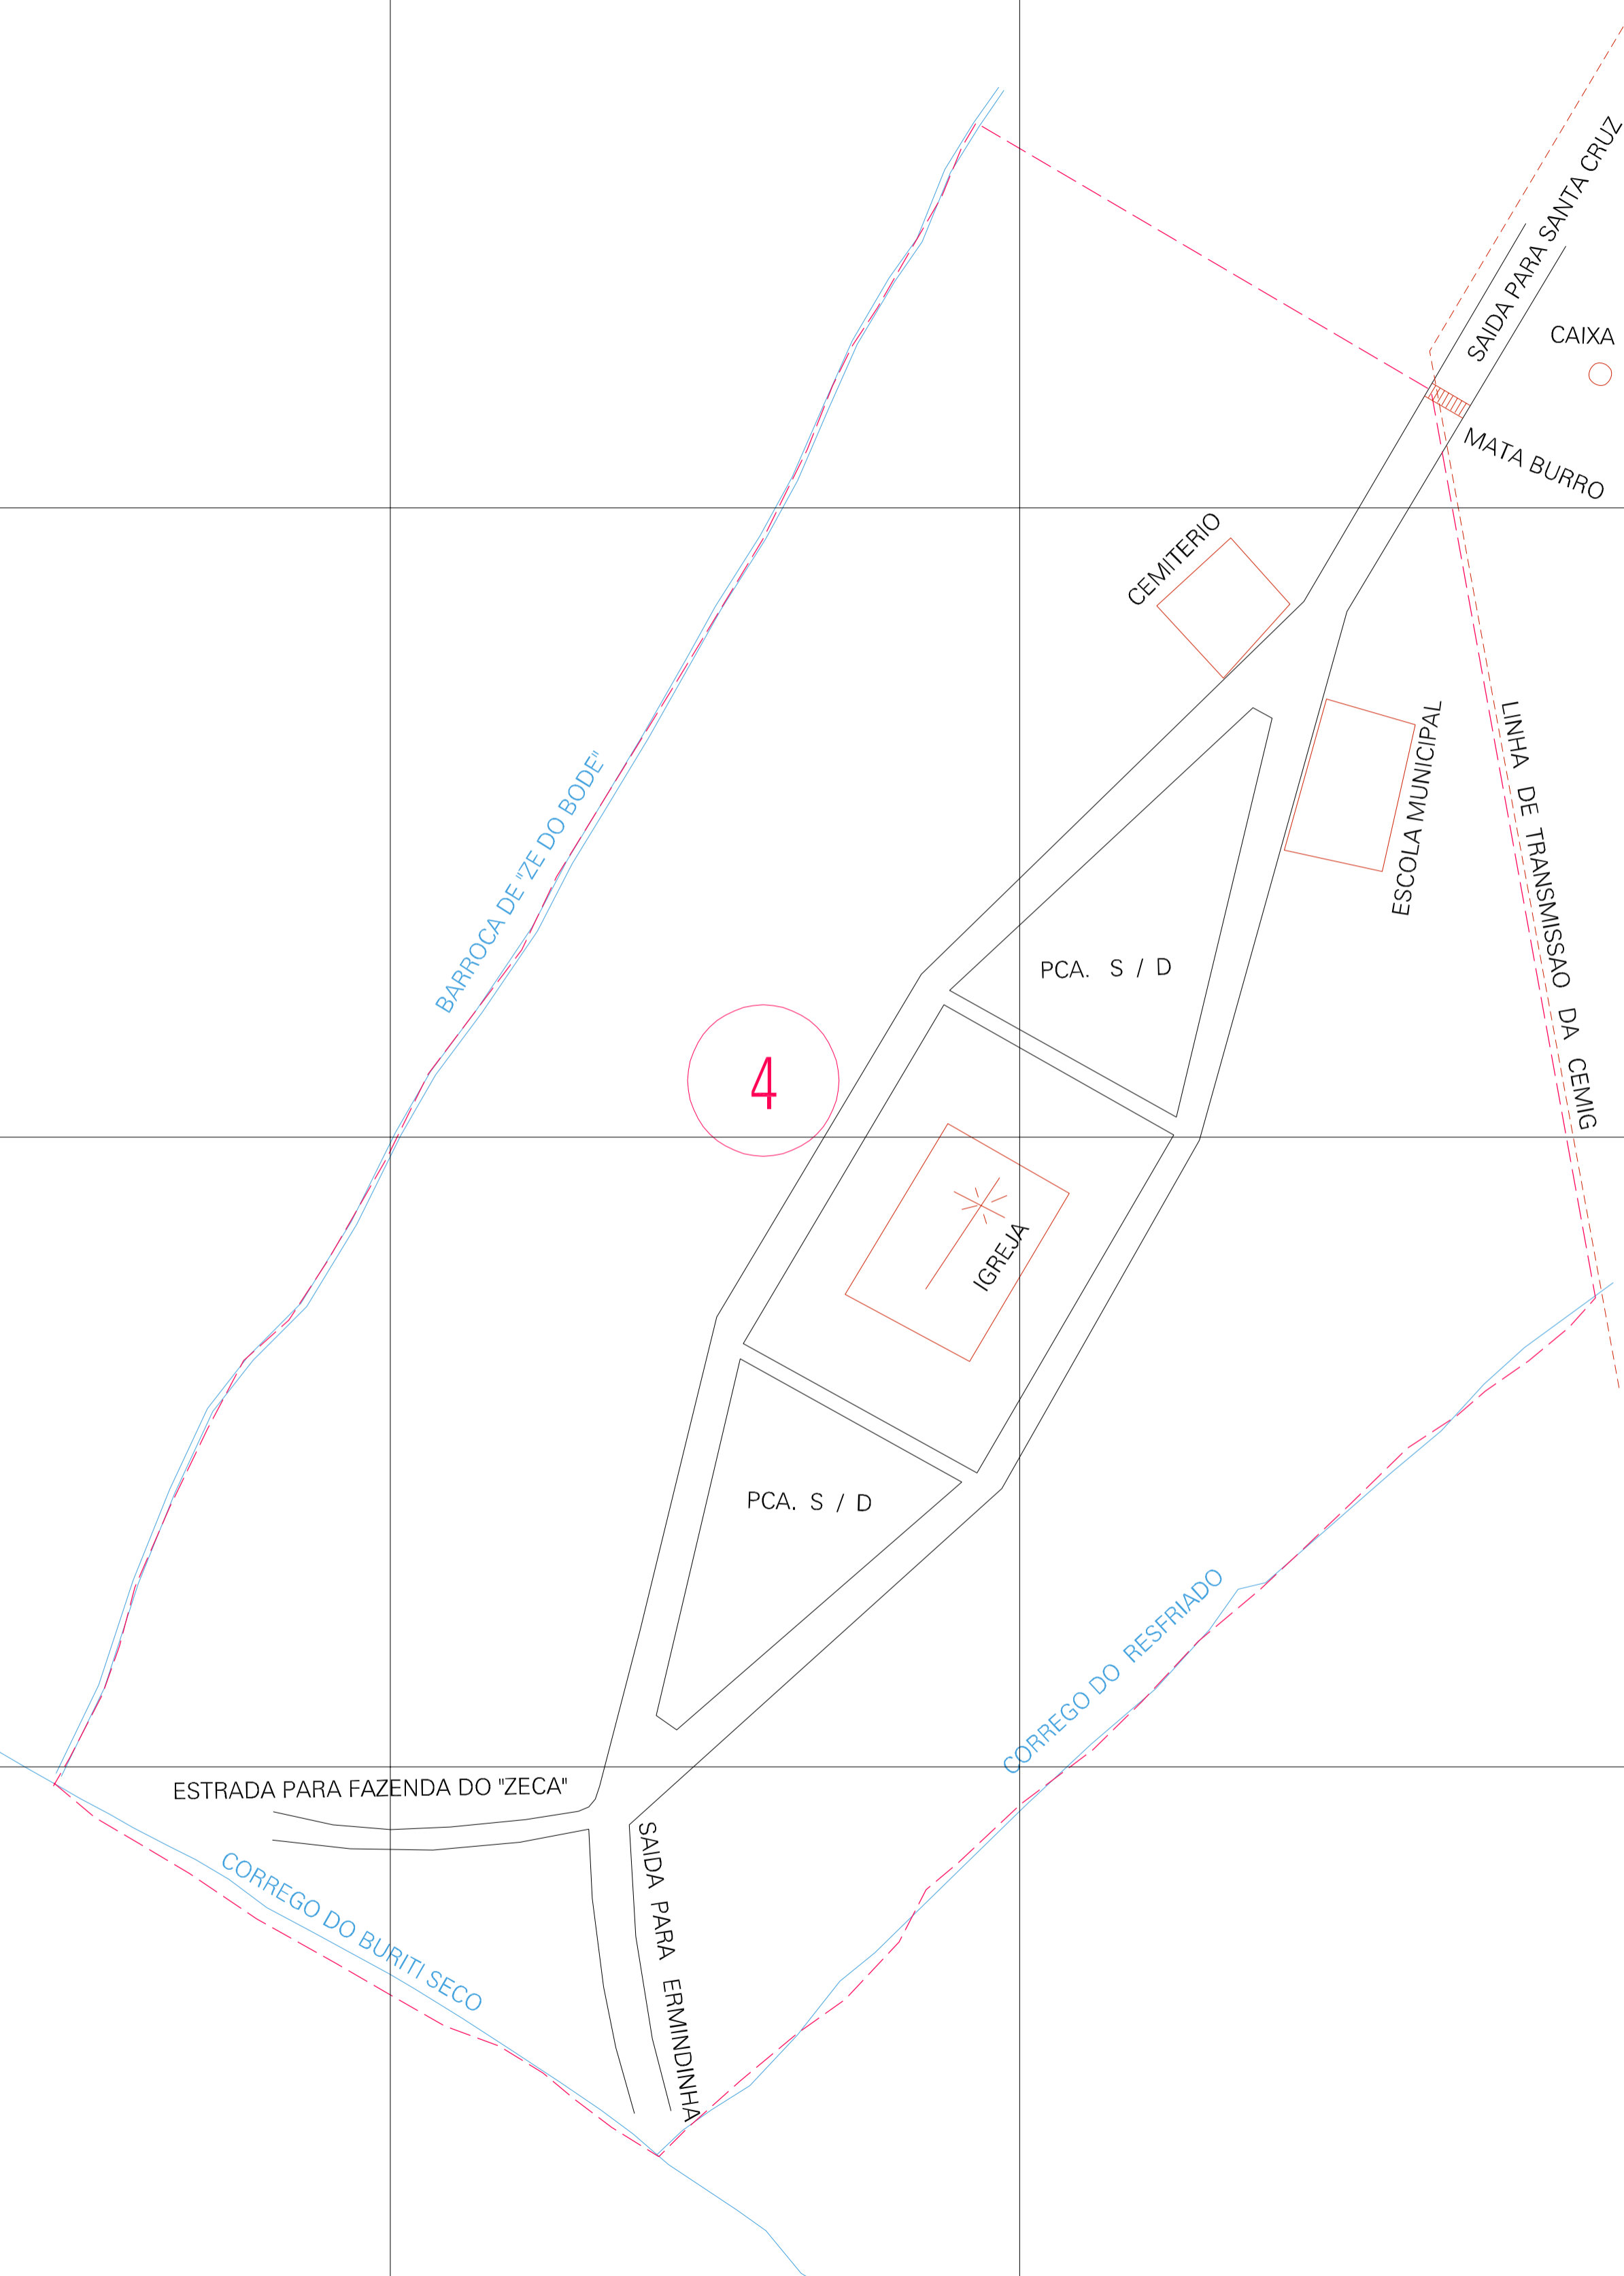 SAIDA PARA SANTA CRUZ
CAIXA
MATA BURRO
CEMITERIO
ESCOLA MUNICIPAL
LINHA DE TRANSMISSAO DA CEMIG
BARROCA DE "ZE DO BODE"
PCA. S / D
4
IGREJA
PCA. S / D
CORREGO DO RESFRIADO
ESTRADA PARA FAZENDA DO "ZECA"
SAIDA PARA ERMINDINHA
CORREGO DO BURITI SECO